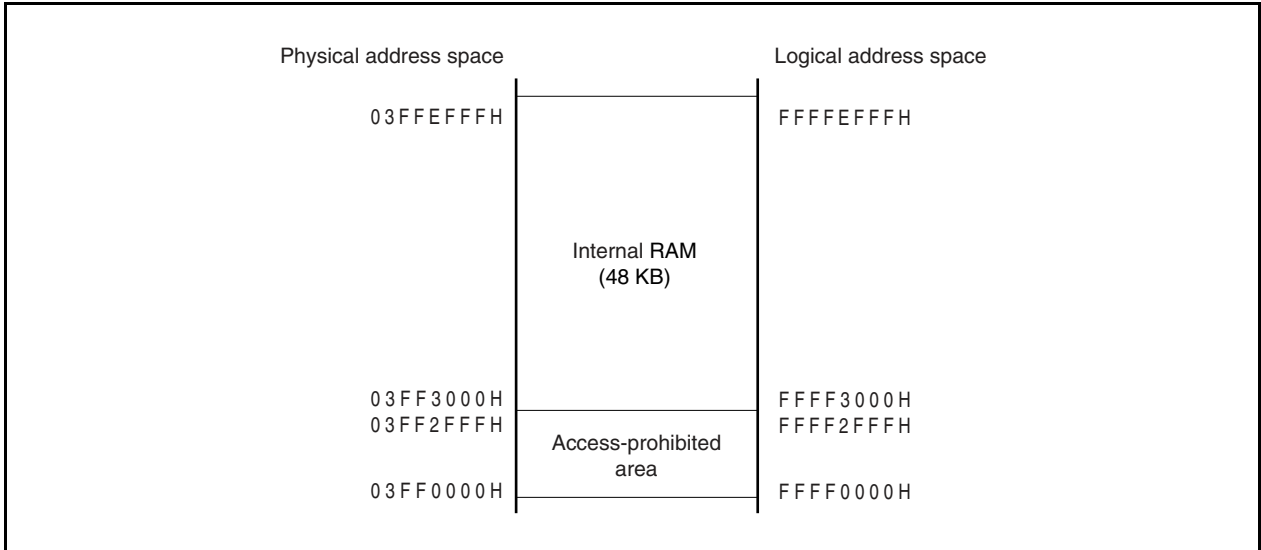 Physical address space
Logical address space
03FFEFFFH
FFFFEFFFH
Internal RAM
(48 KB)
03FF3000H
FFFF3000H
03FF2FFFH
FFFF2FFFH
Access-prohibited
area
03FF0000H
FFFF0000H